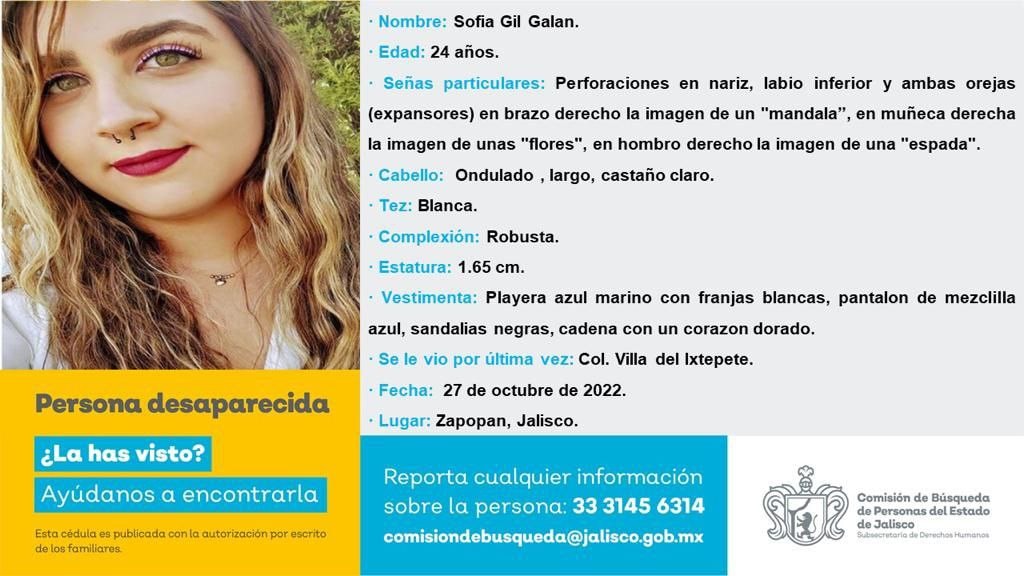 · Nombre: Sofia Gil Galan.
· Edad: 24 años.
· Señas particulares: Perforaciones en nariz, labio inferior y ambas orejas
(expansores) en brazo derecho la imagen de un "mandala”, en muñeca derecha
la imagen de unas "flores", en hombro derecho la imagen de una "espada".
· Cabello: Ondulado , largo, castaño claro.
· Tez: Blanca.
· Complexión: Robusta.
· Estatura: 1.65 cm.
· Vestimenta: Playera azul marino con franjas blancas, pantalon de mezclilla
azul, sandalias negras, cadena con un corazon dorado.
· Se le vio por última vez: Col. Villa del Ixtepete.
· Fecha: 27 de octubre de 2022.
· Lugar: Zapopan, Jalisco.
Persona desaparecida
¿La has visto?
Ayúdanos a encontrarla
Esta cédula es publicada con la autorización por escrito
de los familiares.
Reporta cualquier información
sobre la persona: 33 3145 6314
comisiondebusqueda@jalisco.gob.mx
Comisión de Búsqueda
de Personas del Estado
de Jalisco
Subsecretaría de Derechos Humanos